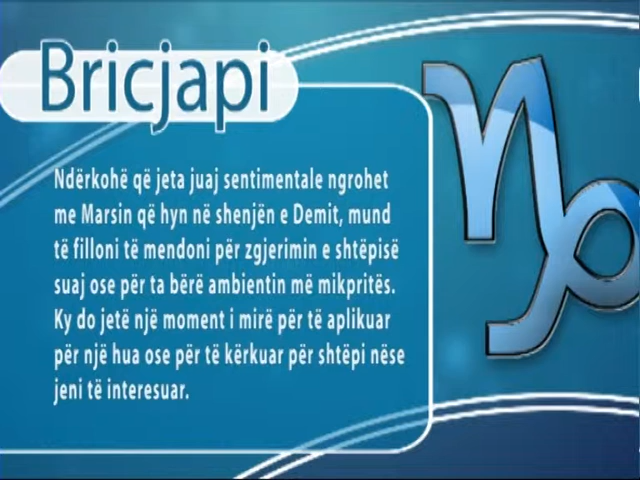 Bricjapi
Ndërkohë që jeta juaj sentimentale ngrohet
me Marsin që hyn në shenjën e Demit, mund
të filloni të mendoni për zgjerimin e shtëpisë
suaj ose për ta bërë ambientin më mikpritës.
Ky do jetë një moment i mirë për të aplikuar
për një hua ose për të kërkuar për shtëpi nëse
jeni të interesuar.